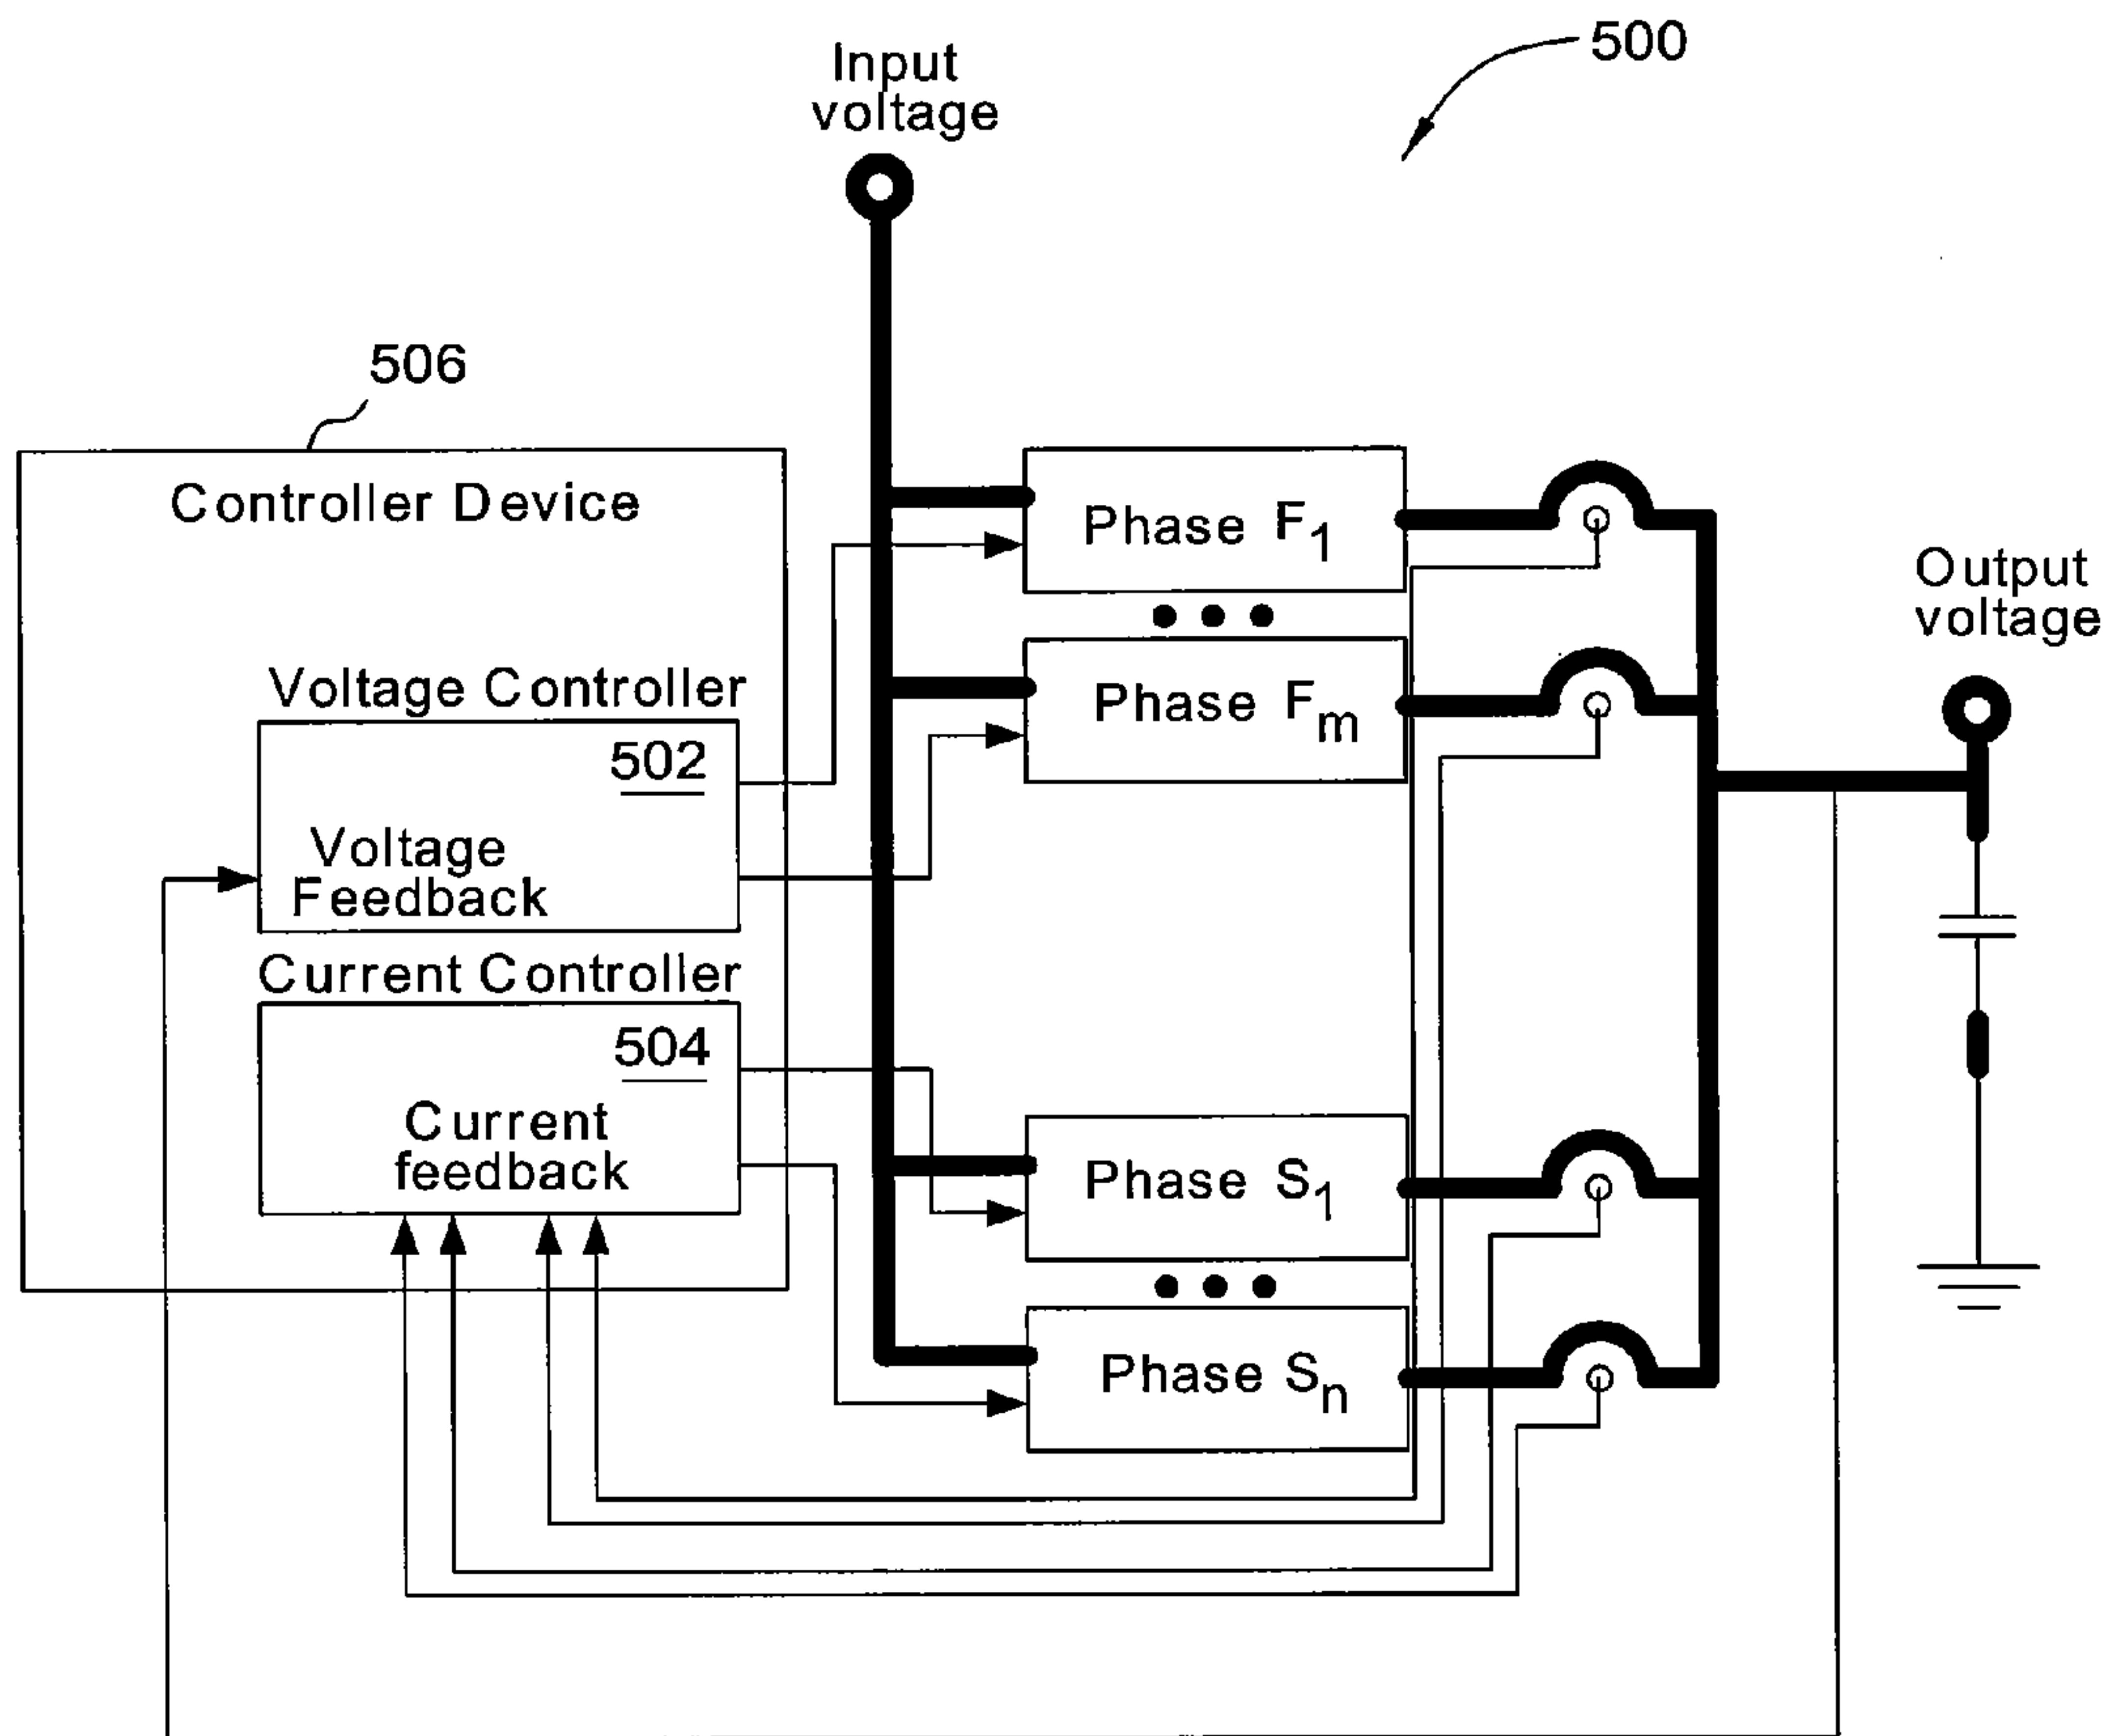 500
Input
voltage
506
Controller Device
Phase F1
Output
voltage
Voltage Controller
Phase Fm
502
Voltage
Feedback
Current Controller
504
Current
feedback
Phase S1
Phase Sn